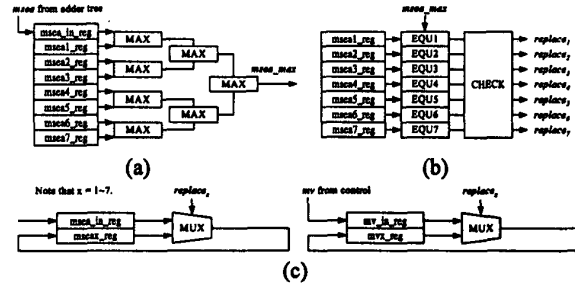 msea from adder tree
msea_in_reg
msea1_reg
msea2_reg
msea3_reg
msea4_reg
msea5_reg
msea6_reg
msea7_reg
MAX
MAX
MAX
MAX
MAX
MAX
MAX
msea_max
(a)
msea_max
msea1_reg EQU1 replace1
msea2_reg EQU2 replace2
msea3_reg EQU3 replace3
msea4_reg EQU4 replace4
msea5_reg EQU5 replace5
msea6_reg EQU6 replace6
msea7_reg EQU7 replace7
CHECK
(b)
Note that x = 1~7.
replacex
msea_in_reg
mseax_reg
MUX
mv from control
replacex
mv_in_reg
mvx_reg
MUX
(c)